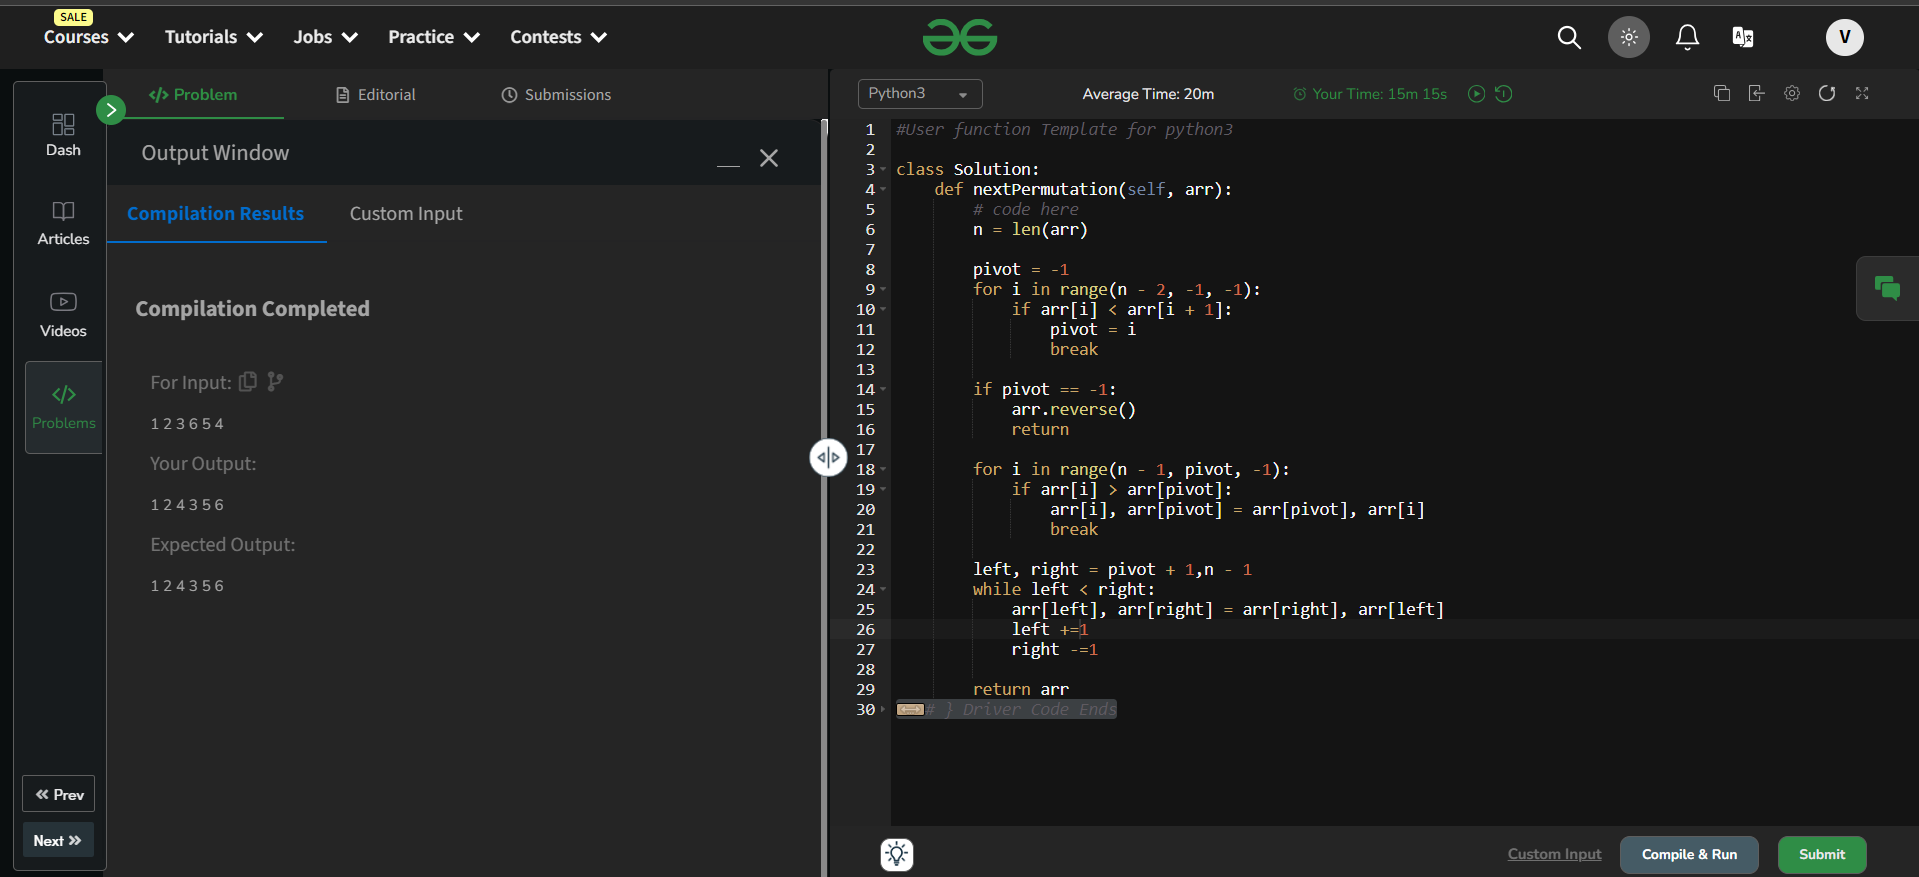 SALE
Courses Tutorials Jobs Practice Contests
V
Dash
Articles
Videos
Problems
Prev
Next
Problem Editorial Submissions
Output Window
Compilation Results Custom Input
Compilation Completed
For Input:
1 2 3 6 5 4
Your Output:
1 2 4 3 5 6
Expected Output:
1 2 4 3 5 6
Python3 Average Time: 20m Your Time: 15m 15s
1 #User function Template for python3
2
3 class Solution:
4     def nextPermutation(self, arr):
5         # code here
6         n = len(arr)
7
8         pivot = -1
9         for i in range(n - 2, -1, -1):
10             if arr[i] < arr[i + 1]:
11                 pivot = i
12                 break
13
14         if pivot == -1:
15             arr.reverse()
16             return
17
18         for i in range(n - 1, pivot, -1):
19             if arr[i] > arr[pivot]:
20                 arr[i], arr[pivot] = arr[pivot], arr[i]
21                 break
22
23         left, right = pivot + 1,n - 1
24         while left < right:
25             arr[left], arr[right] = arr[right], arr[left]
26             left +=1
27             right -=1
28
29         return arr
30 # } Driver Code Ends
Custom Input Compile & Run Submit